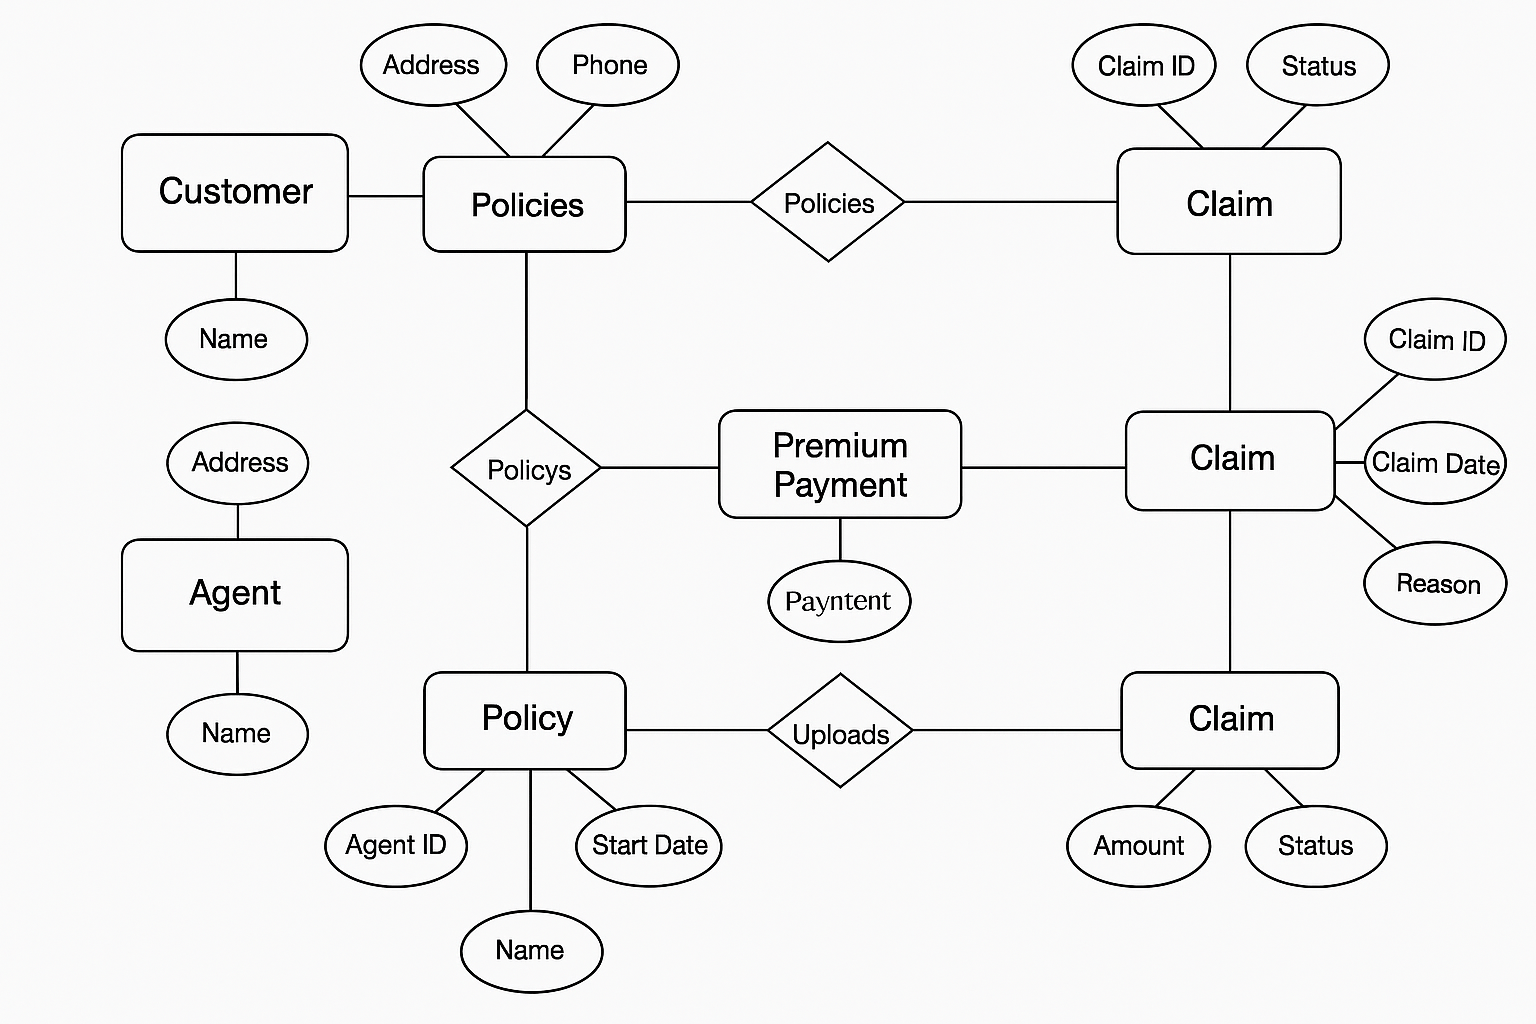 Address
Phone
Claim ID
Status
Customer
Policies
Policies
Claim
Name
Claim ID
Address
Policys
Premium
Payment
Claim
Claim Date
Agent
Payntent
Reason
Name
Policy
Uploads
Claim
Agent ID
Start Date
Amount
Status
Name